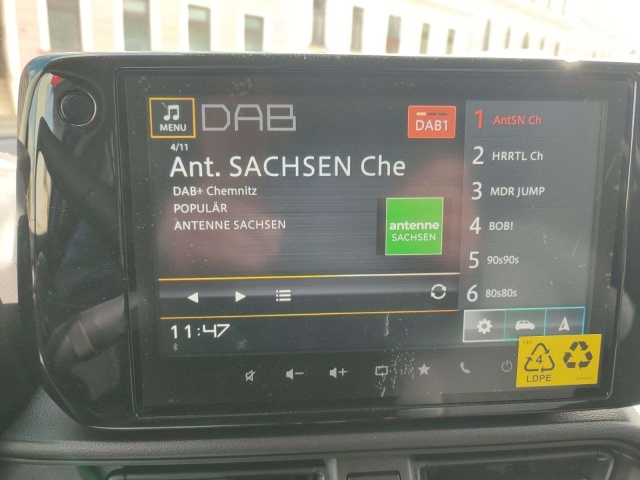 MENU
DAB
DAB1
4/11
Ant. SACHSEN Che
DAB+ Chemnitz
POPULÄR
ANTENNE SACHSEN
antenne
SACHSEN
1 AntSN Ch
2 HRRTL Ch
3 MDR JUMP
4 BOB!
5 90s90s
6 80s80s
11:47
4
LDPE